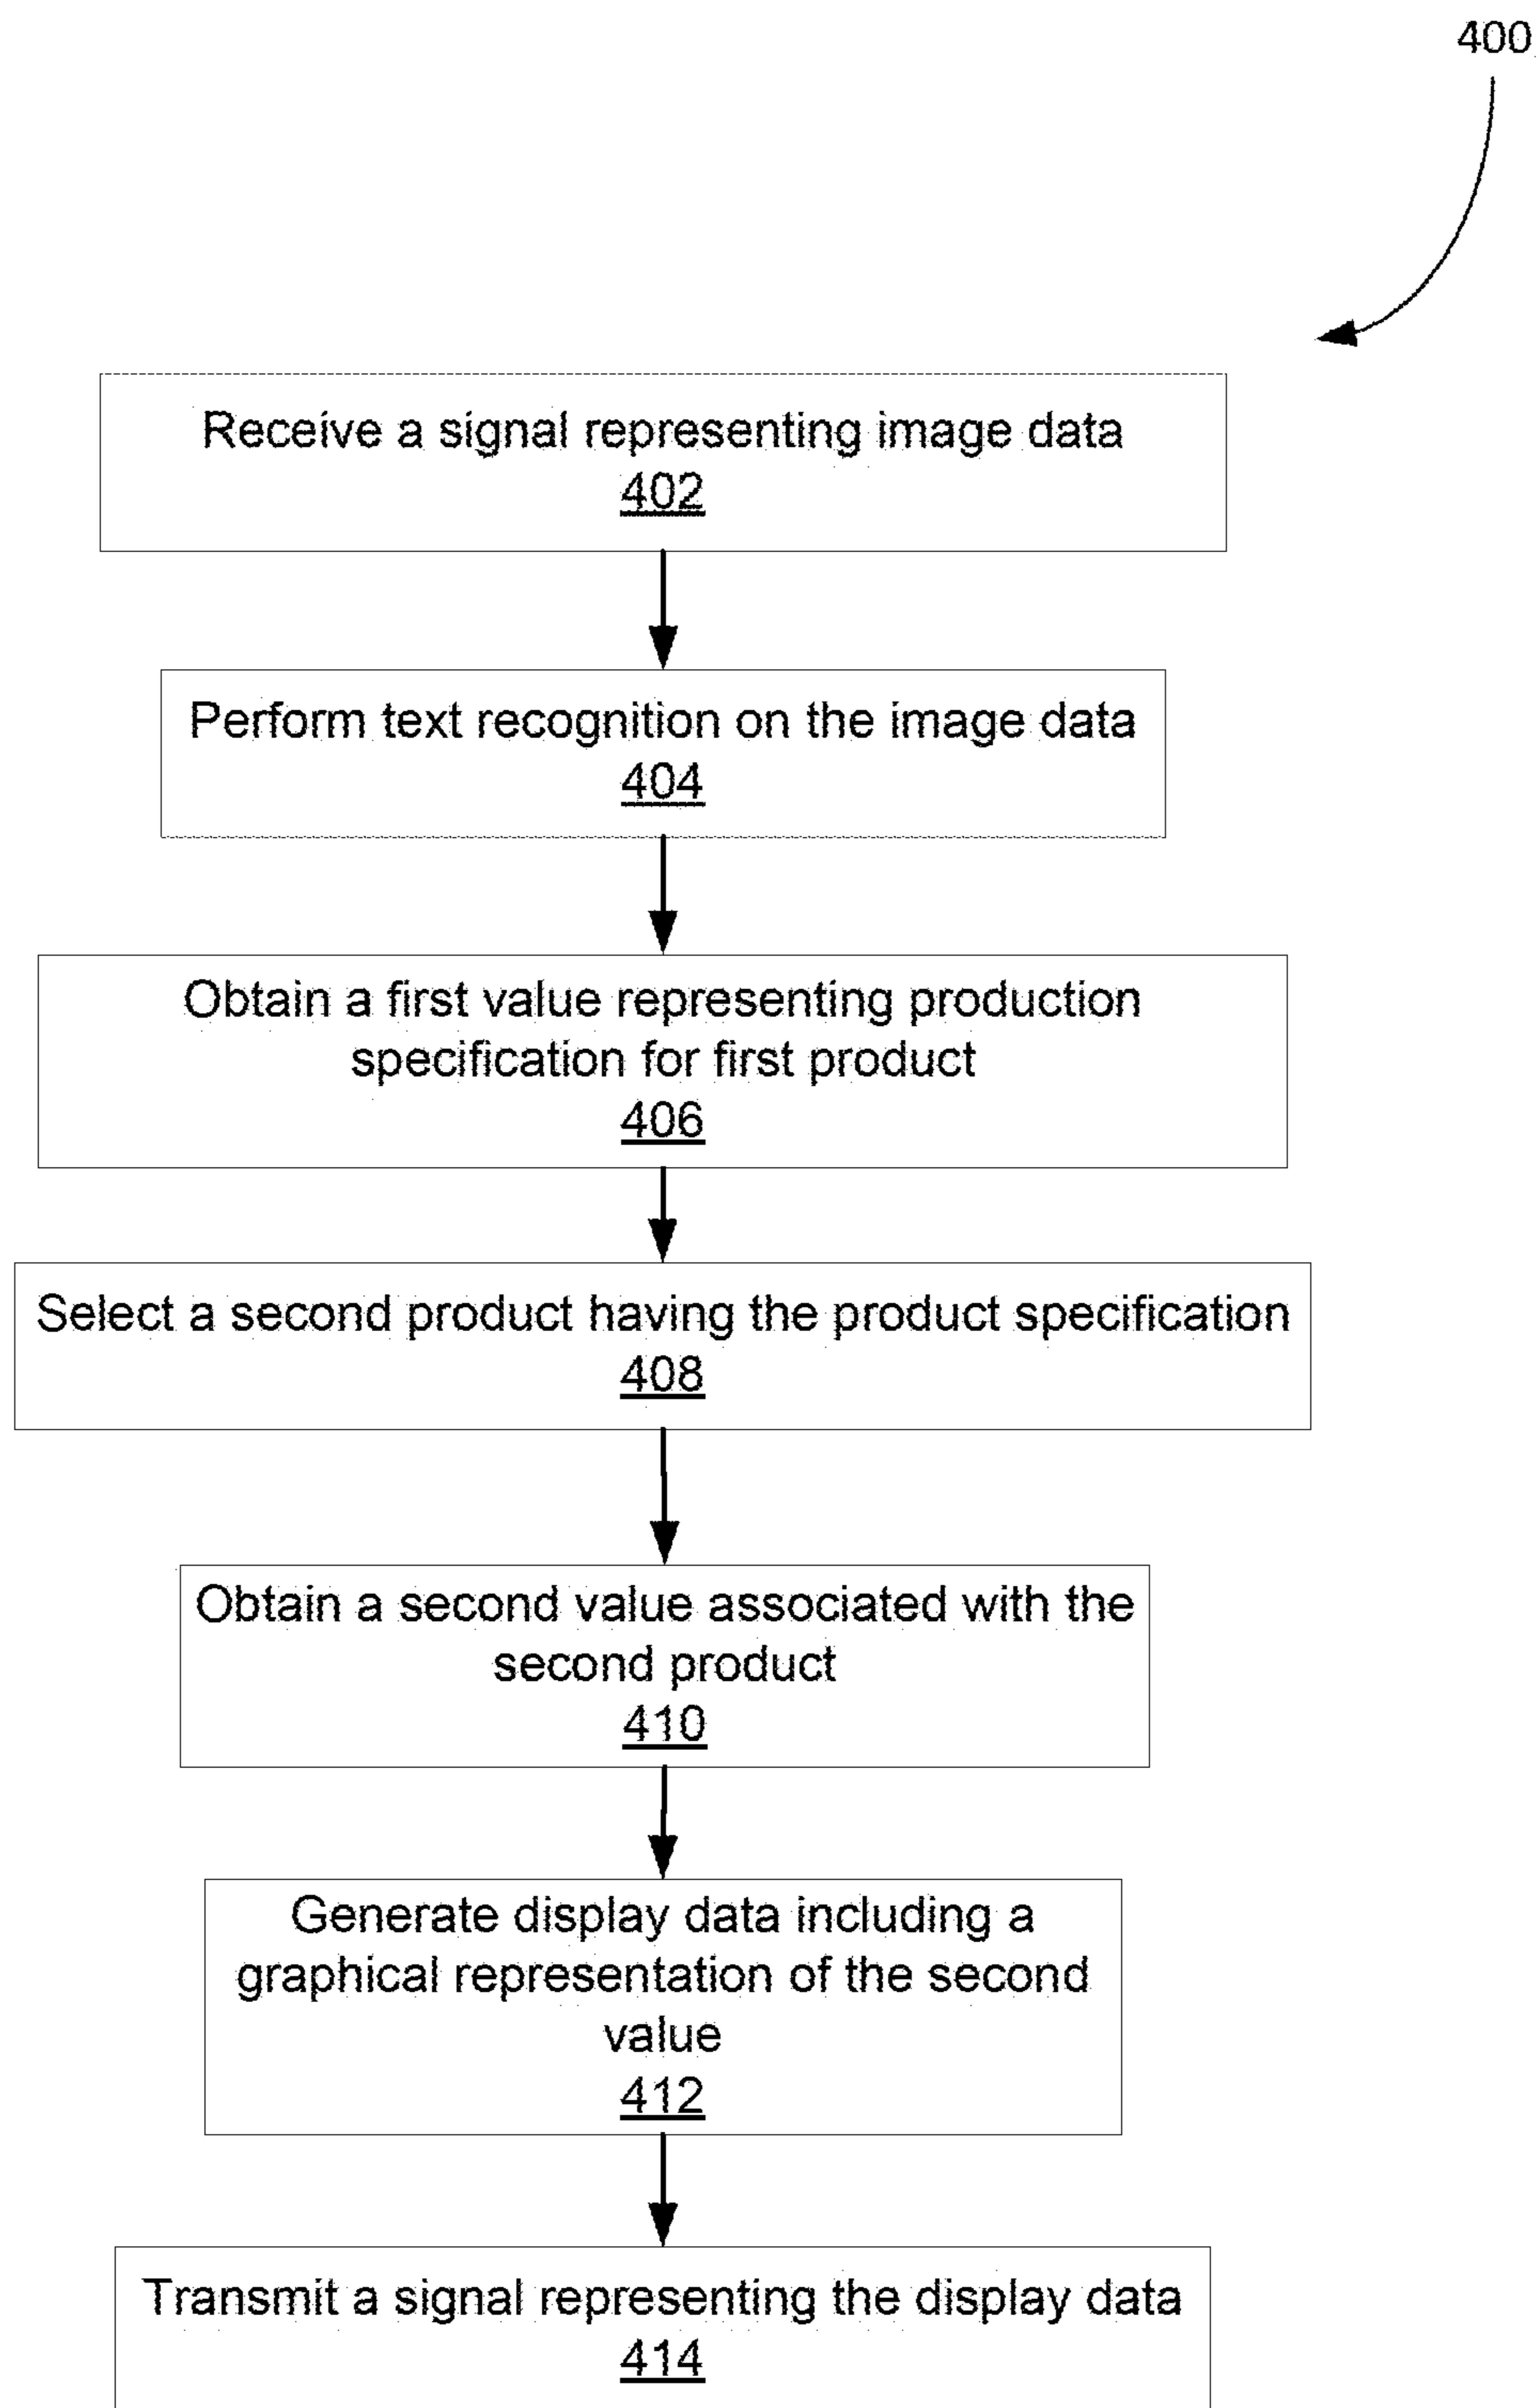 400
Receive a signal representing image data
402
Perform text recognition on the image data
404
Obtain a first value representing production
specification for first product
406
Select a second product having the product specification
408
Obtain a second value associated with the
second product
410
Generate display data including a
graphical representation of the second
value
412
Transmit a signal representing the display data
414